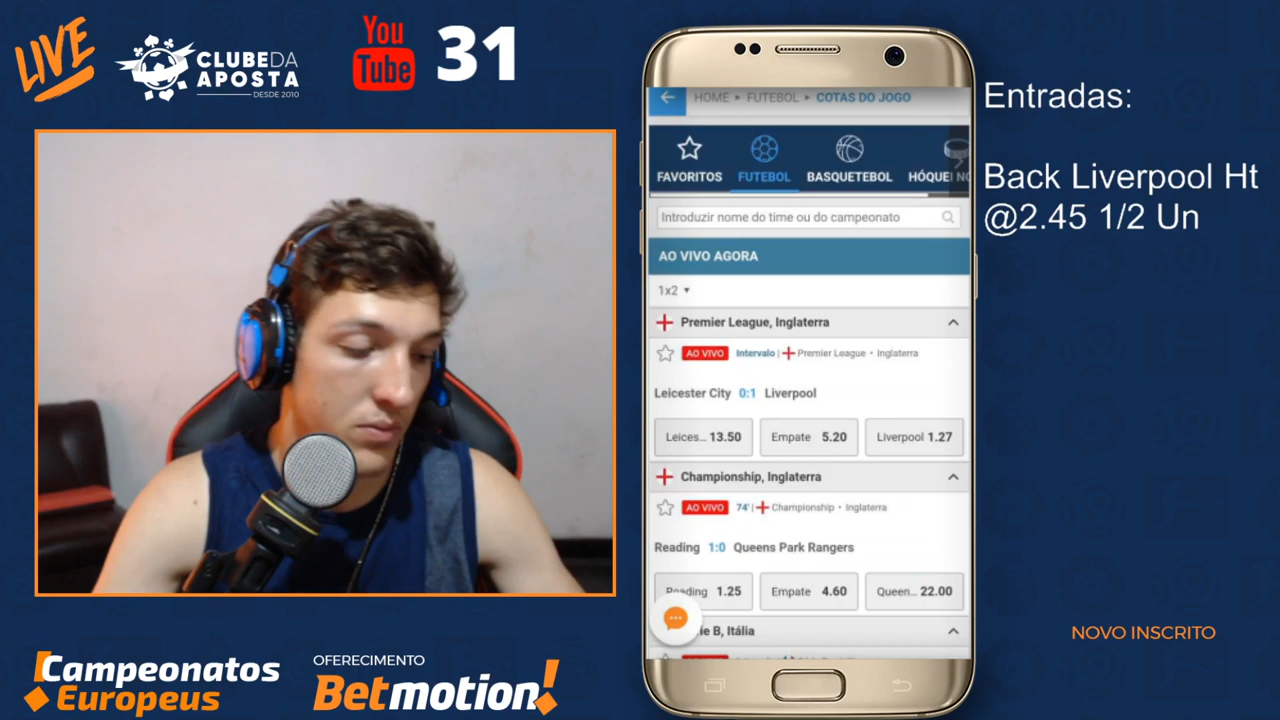 LIVE
CLUBEDA
APOSTA
DESDE 2010
You
Tube
31
HOME ▸ FUTEBOL ▸ COTAS DO JOGO
FAVORITOS
FUTEBOL
BASQUETEBOL
HÓQUEI NO
Introduzir nome do time ou do campeonato
AO VIVO AGORA
1x2 ▾
Premier League, Inglaterra
AO VIVO Intervalo | Premier League • Inglaterra
Leicester City 0:1 Liverpool
Leices... 13.50
Empate 5.20
Liverpool 1.27
Championship, Inglaterra
AO VIVO 74' | Championship • Inglaterra
Reading 1:0 Queens Park Rangers
Reading 1.25
Empate 4.60
Queen... 22.00
ie B, Itália
Entradas:
Back Liverpool Ht
@2.45 1/2 Un
NOVO INSCRITO
!Campeonatos
Europeus
OFERECIMENTO
Betmotion!